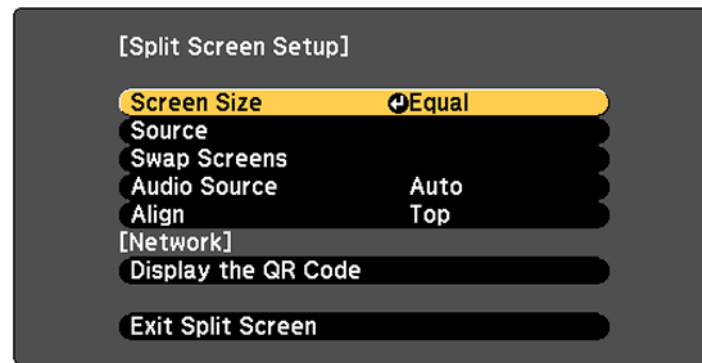 [Split Screen Setup]
Screen Size Equal
Source
Swap Screens
Audio Source Auto
Align Top
[Network]
Display the QR Code
Exit Split Screen